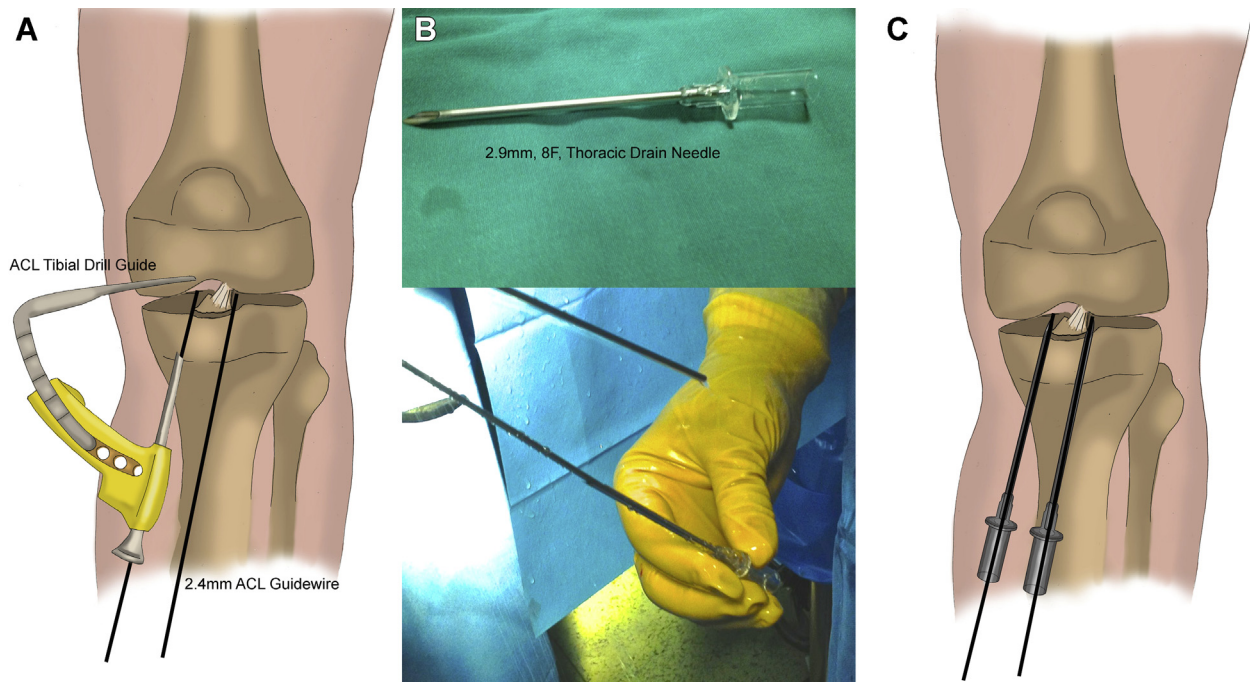 A
ACL Tibial Drill Guide
2.4mm ACL Guidewire
B
2.9mm, 8F, Thoracic Drain Needle
C